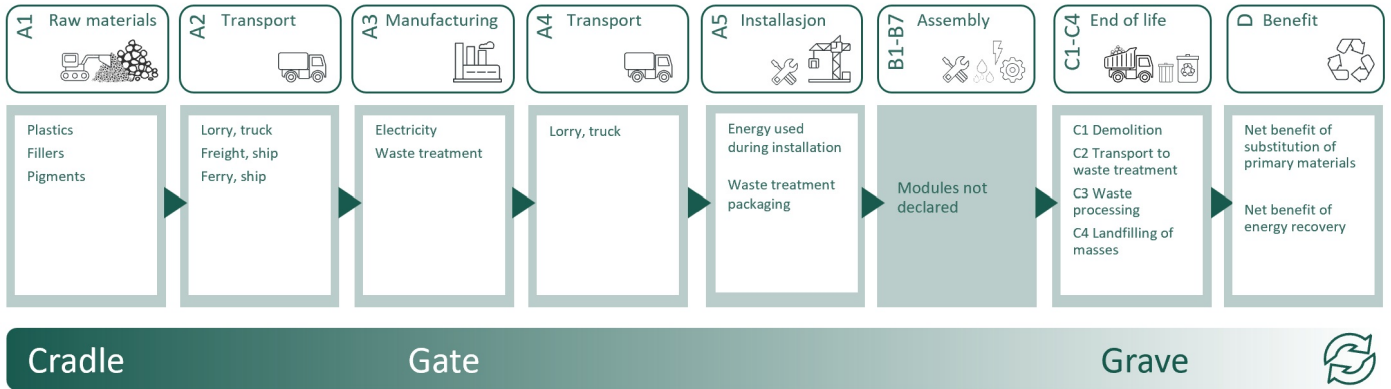 A1 Raw materials
A2 Transport
A3 Manufacturing
A4 Transport
A5 Installasjon
B1-B7 Assembly
C1-C4 End of life
D Benefit
Plastics
Fillers
Pigments
Lorry, truck
Freight, ship
Ferry, ship
Electricity
Waste treatment
Lorry, truck
Energy used
during installation
Waste treatment
packaging
Modules not
declared
C1 Demolition
C2 Transport to
waste treatment
C3 Waste
processing
C4 Landfilling of
masses
Net benefit of
substitution of
primary materials
Net benefit of
energy recovery
Cradle
Gate
Grave